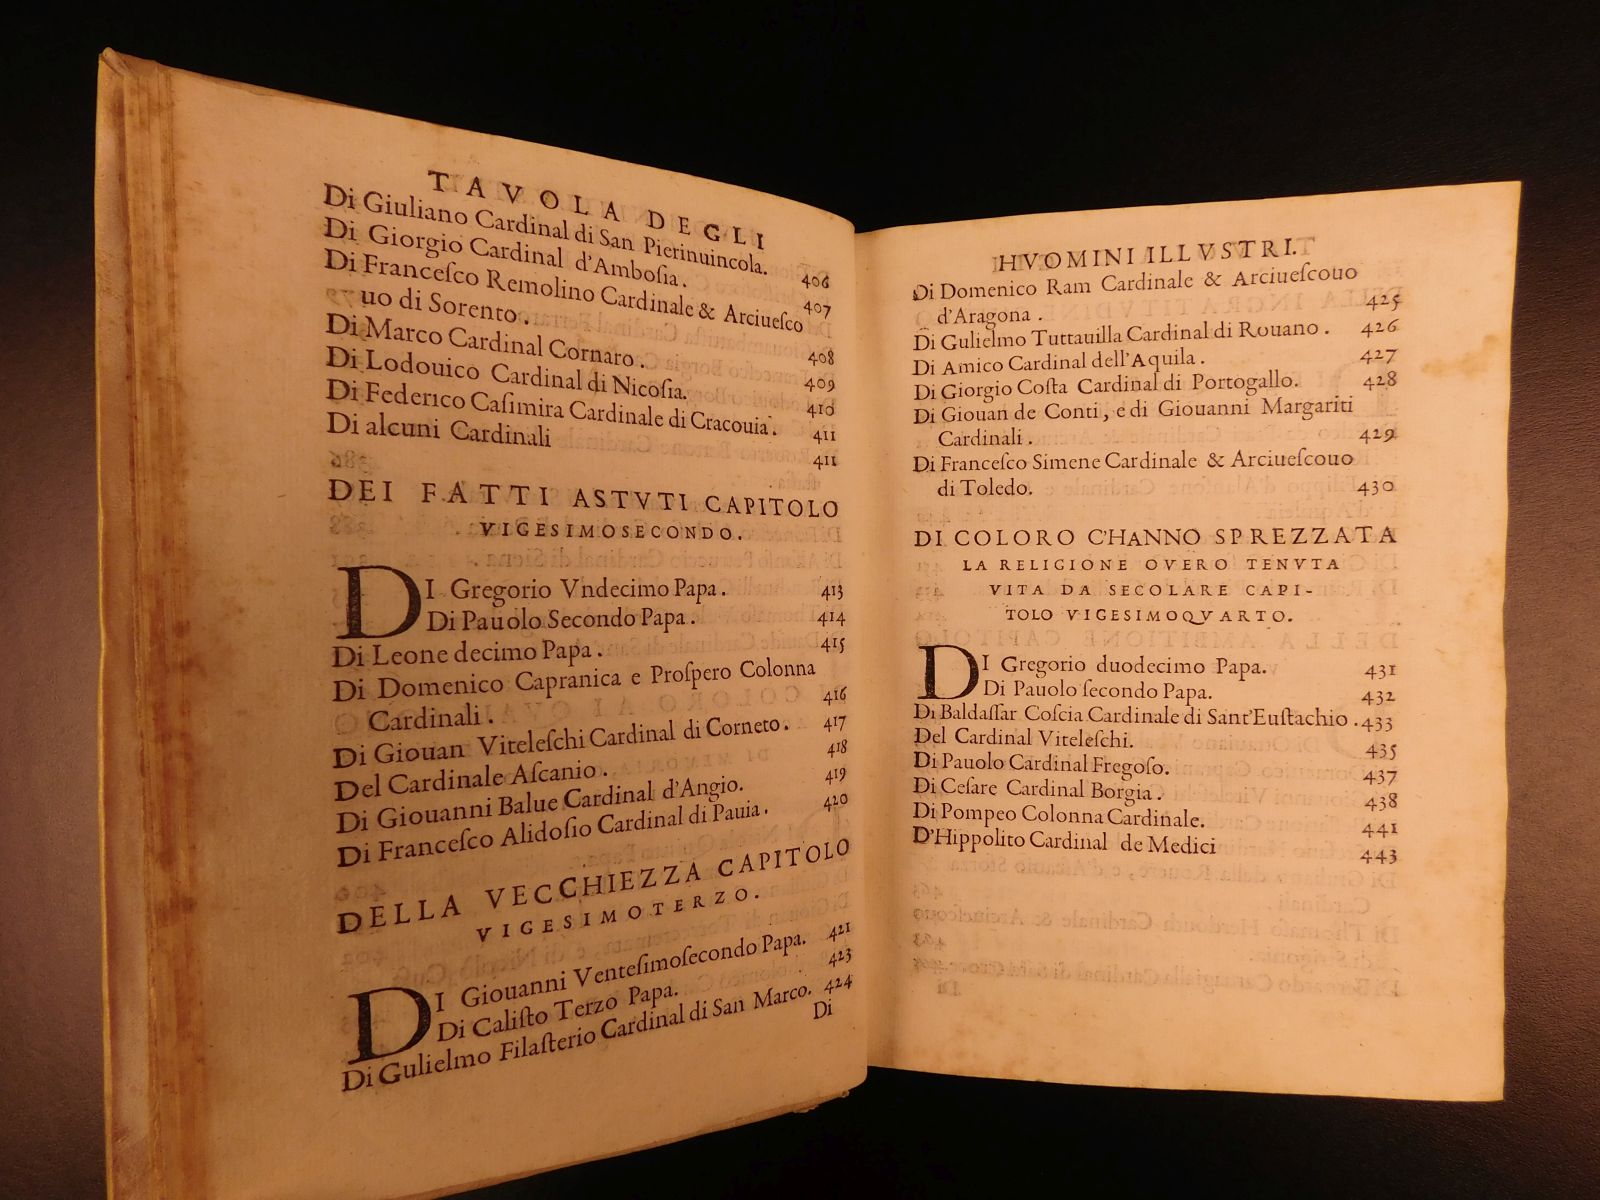 TAVOLA DEGLI
Di Giuliano Cardinal di San Pierinuincola. 406
Di Giorgio Cardinal d'Ambosia. 407
Di Francesco Remolino Cardinale & Arciuesco
uo di Sorento. 408
Di Marco Cardinal Cornaro. 409
Di Lodouico Cardinal di Nicosia. 410
Di Federico Casimira Cardinale di Cracouia. 411
Di alcuni Cardinali 411
DEI FATTI ASTVTI CAPITOLO
VIGESIMOSECONDO.
DI Gregorio Vndecimo Papa. 413
Di Pauolo Secondo Papa. 414
Di Leone decimo Papa. 415
Di Domenico Capranica e Prospero Colonna
Cardinali. 416
Di Giouan Viteleschi Cardinal di Corneto. 417
Del Cardinale Ascanio. 418
Di Giouanni Balue Cardinal d'Angio. 419
Di Francesco Alidosio Cardinal di Pauia. 420
DELLA VECCHIEZZA CAPITOLO
VIGESIMOTERZO.
DI Giouanni Ventesimosecondo Papa. 421
Di Calisto Terzo Papa. 423
Di Gulielmo Filasterio Cardinal di San Marco. 424
Di
HVOMINI ILLVSTRI.
Di Domenico Ram Cardinale & Arciuescouo
d'Aragona. 425
Di Gulielmo Tuttauilla Cardinal di Rouano. 426
Di Amico Cardinal dell'Aquila. 427
Di Giorgio Costa Cardinal di Portogallo. 428
Di Giouan de Conti, e di Giouanni Margariti
Cardinali. 429
Di Francesco Simene Cardinale & Arciuescouo
di Toledo. 430
DI COLORO C'HANNO SPREZZATA
LA RELIGIONE OVERO TENVTA
VITA DA SECOLARE CAPI-
TOLO VIGESIMOQVARTO.
DI Gregorio duodecimo Papa. 431
Di Pauolo secondo Papa. 432
Di Baldassar Coscia Cardinale di Sant'Eustachio. 433
Del Cardinal Viteleschi. 435
Di Pauolo Cardinal Fregoso. 437
Di Cesare Cardinal Borgia. 438
Di Pompeo Colonna Cardinale. 441
D'Hippolito Cardinal de Medici 443